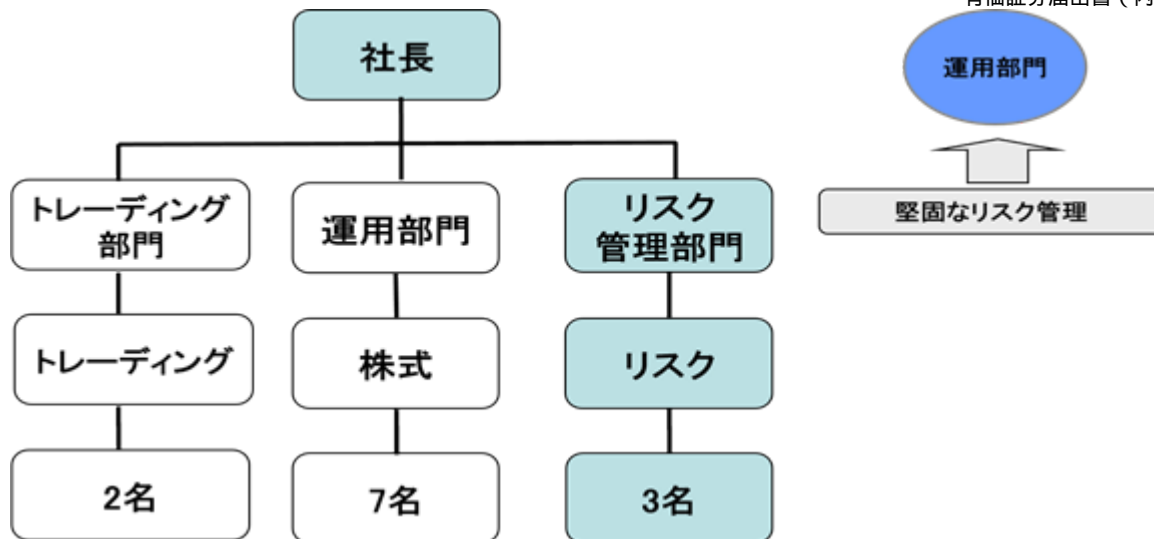 社長
トレーディング
部門
運用部門
リスク
管理部門
トレーディング
株式
リスク
2名
7名
3名
運用部門
堅固なリスク管理